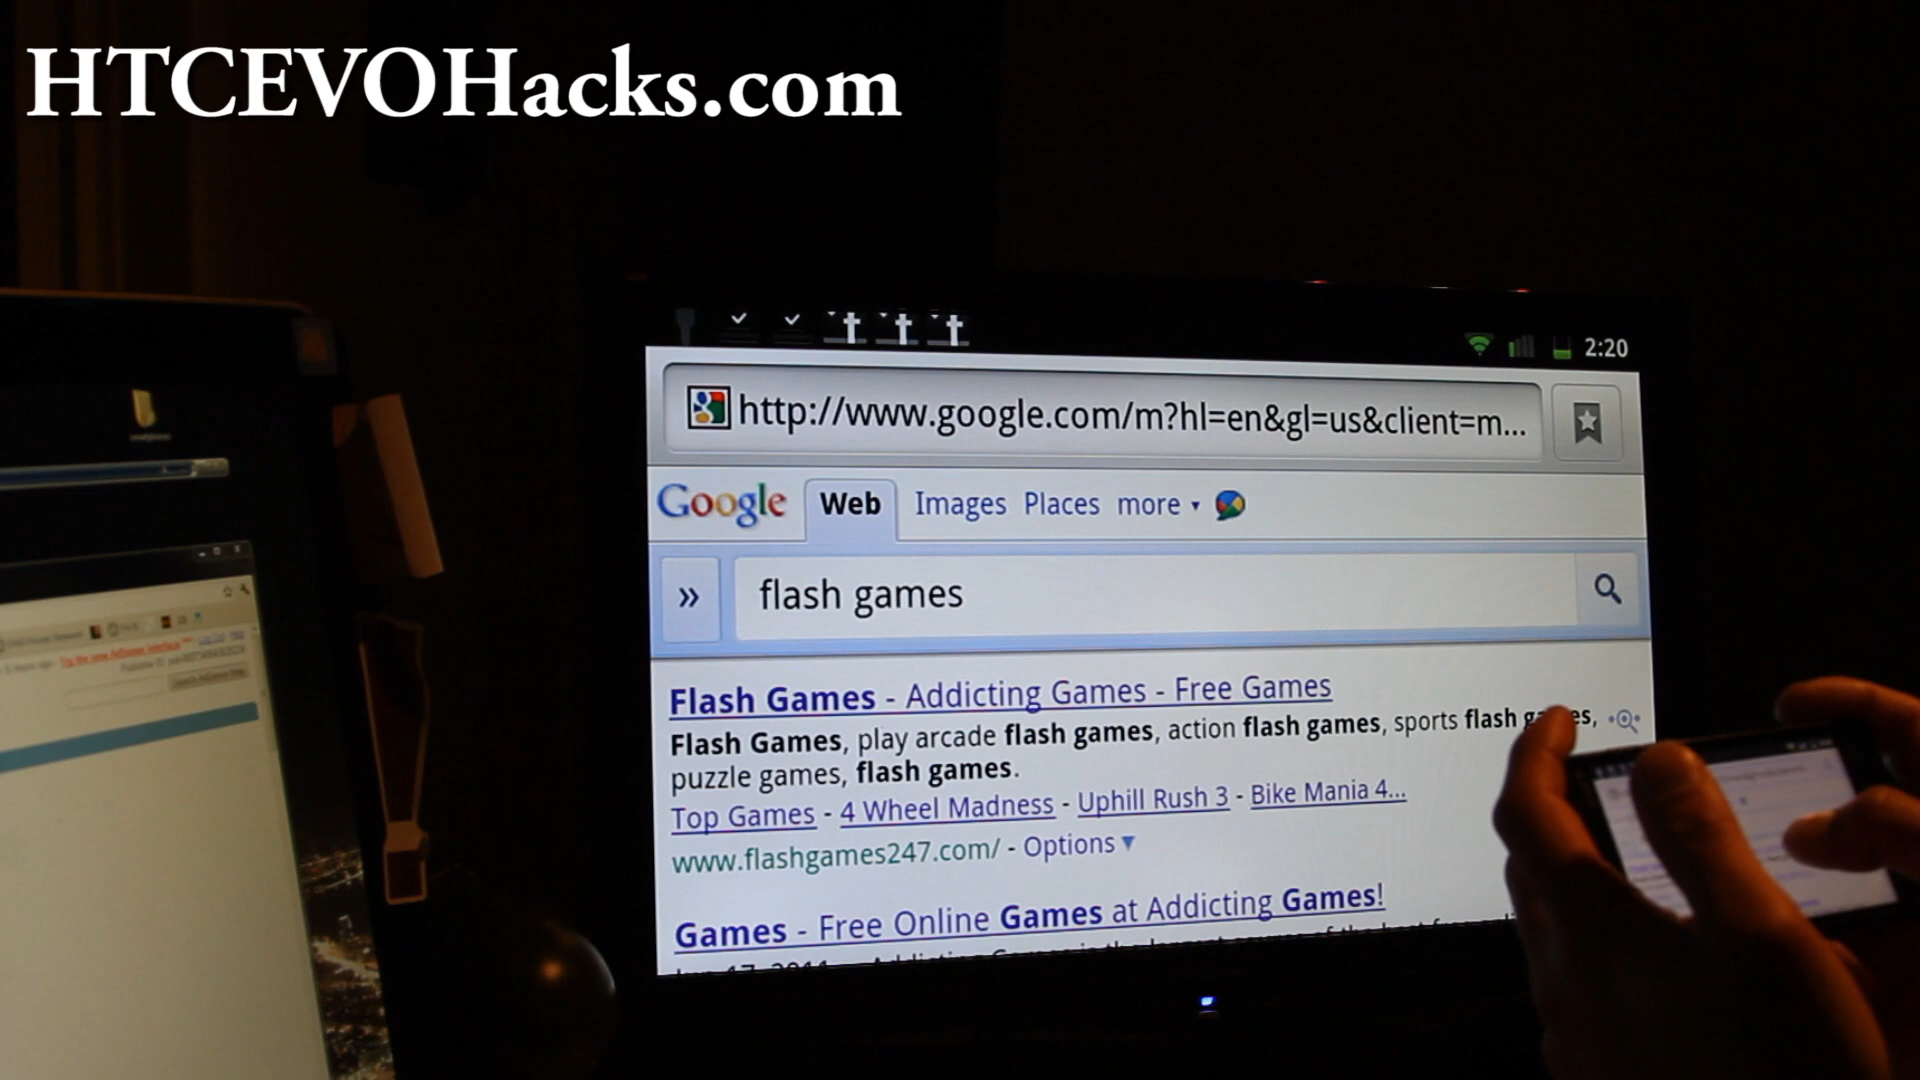 HTCEVOHacks.com
2:20
http://www.google.com/m?hl=en&gl=us&client=m...
Google Web Images Places more
» flash games
Flash Games - Addicting Games - Free Games
Flash Games, play arcade flash games, action flash games, sports flash games,
puzzle games, flash games.
Top Games - 4 Wheel Madness - Uphill Rush 3 - Bike Mania 4...
www.flashgames247.com/ - Options
Games - Free Online Games at Addicting Games!